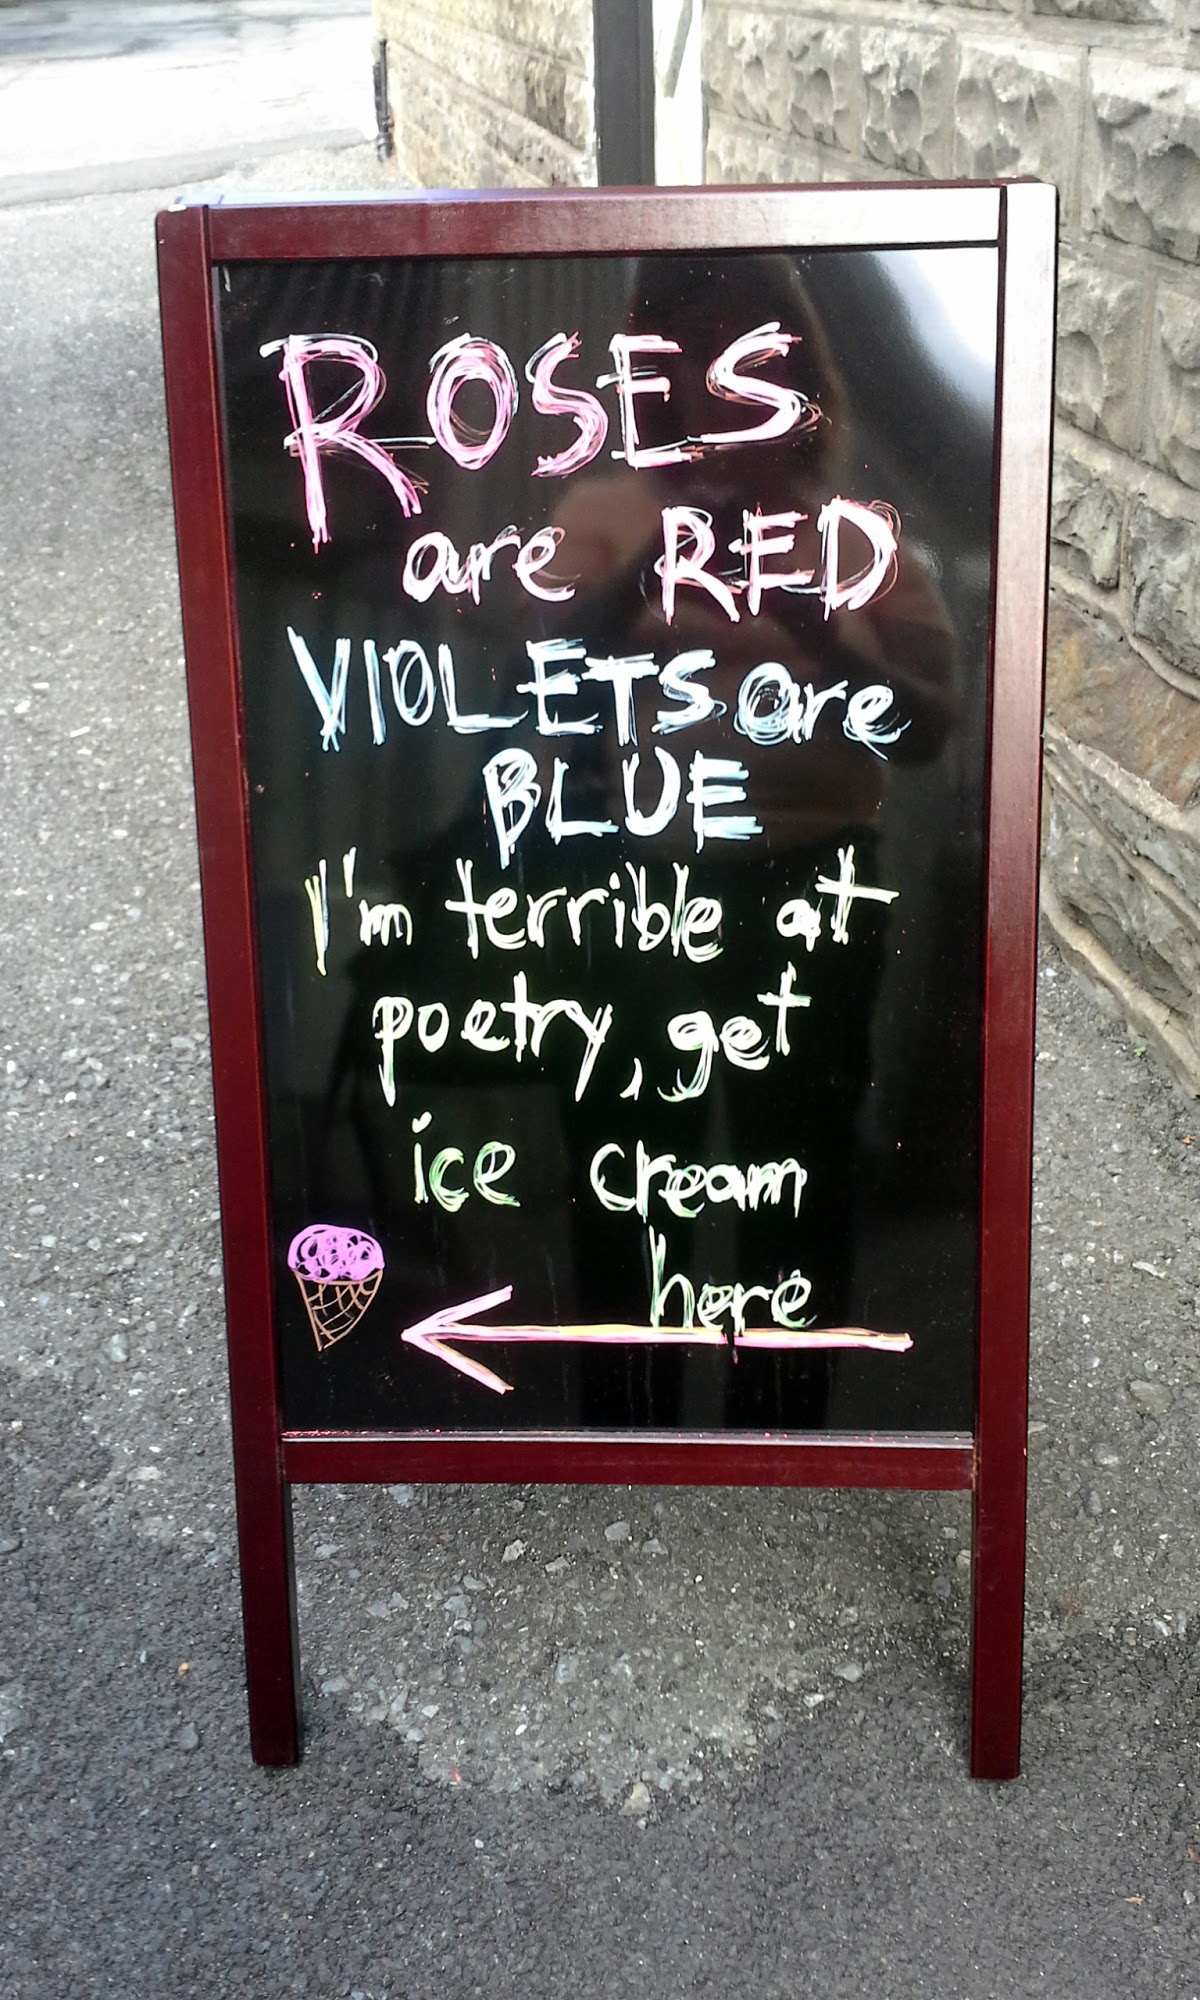 ROSES
are RED
VIOLETS are
BLUE
I'm terrible at
poetry, get
ice cream
here